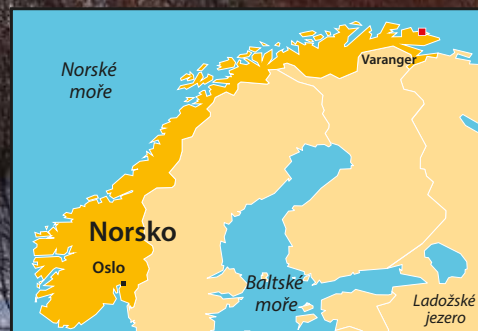 Varanger
Norské
moře
Norsko
Oslo
Baltské
moře
Ladožské
jezero